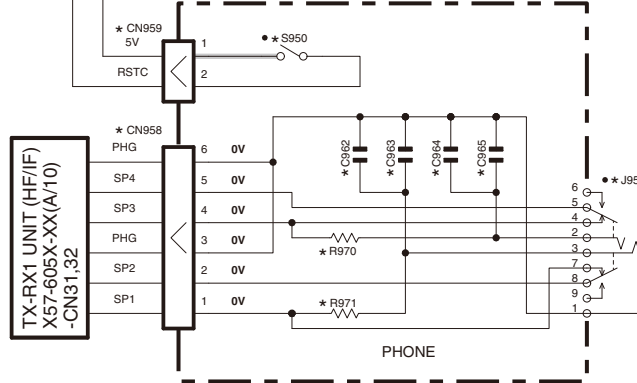 * CN959
5V
1
• * S950
RSTC
2
* CN958
PHG
6
0V
SP4
5
0V
SP3
4
0V
PHG
3
0V
SP2
2
0V
SP1
1
0V
TX-RX1 UNIT (HF/IF)
X57-605X-XX(A/10)
-CN31,32
* C962
* C963
* C964
* C965
* R970
* R971
• * J95
6
5
4
2
3
7
8
9
1
PHONE